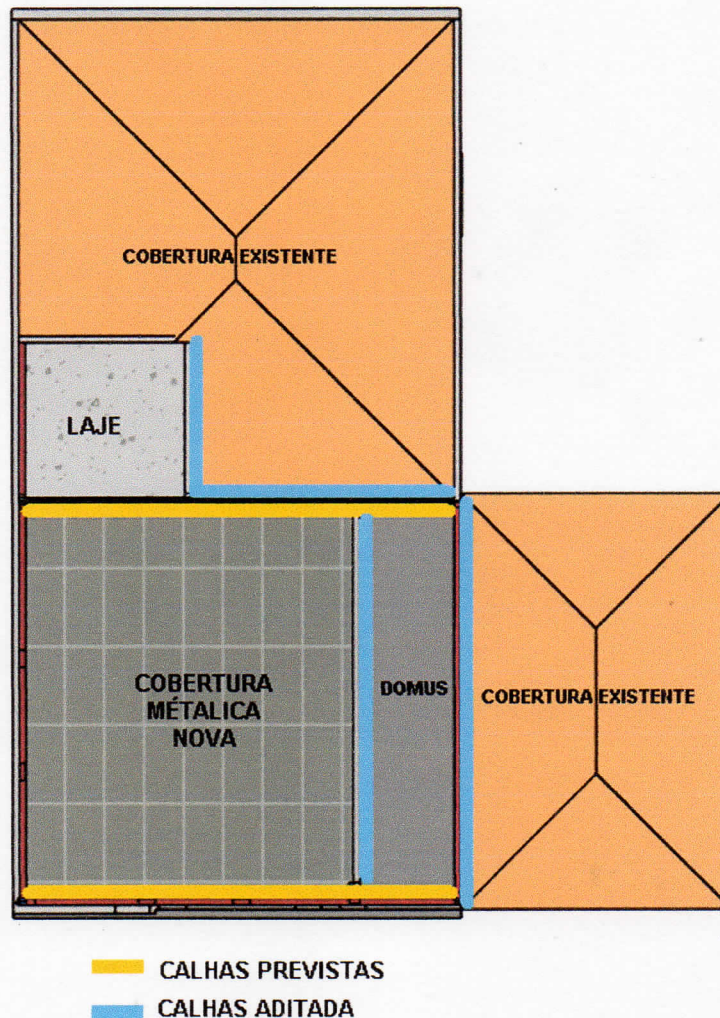 COBERTURA EXISTENTE
LAJE
COBERTURA
MÉTALICA
NOVA
DOMUS
COBERTURA EXISTENTE
CALHAS PREVISTAS
CALHAS ADITADA